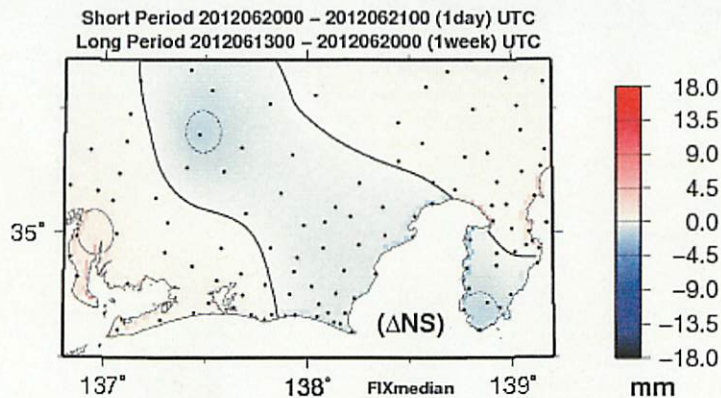 Short Period 2012062000 – 2012062100 (1day) UTC
Long Period 2012061300 – 2012062000 (1week) UTC
18.0
13.5
9.0
4.5
0.0
−4.5
−9.0
−13.5
−18.0
mm
35°
(ΔNS)
137°
138°
FIXmedian
139°